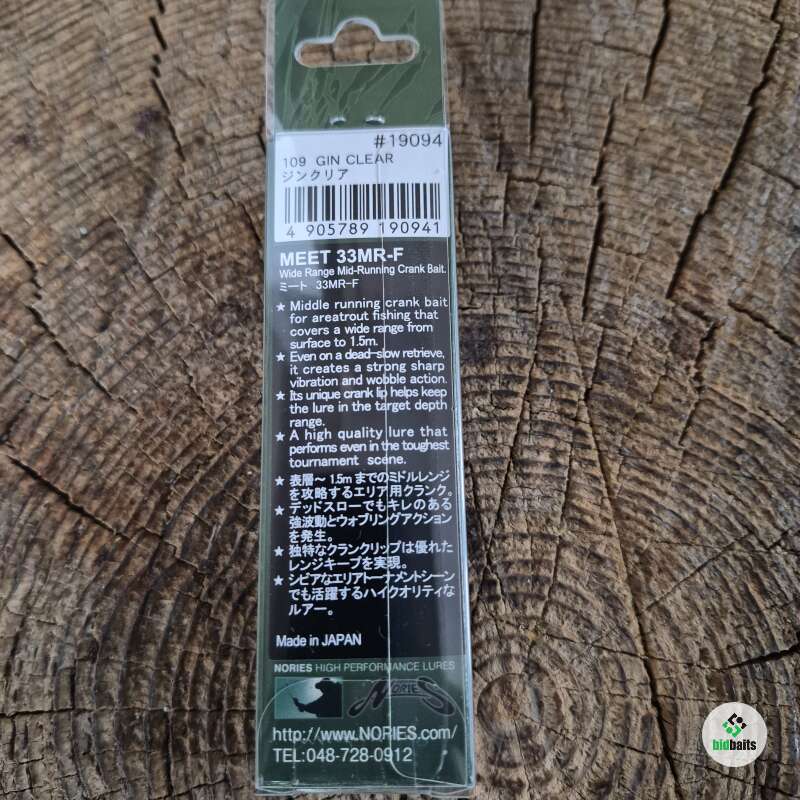 #19094
109 GIN CLEAR
ジンクリア
4 905789 190941
MEET 33MR-F
Wide Range Mid-Running Crank Bait.
ミート 33MR-F
★ Middle running crank bait
for areatrout fishing that
covers a wide range from
surface to 1.5m.
★ Even on a dead-slow retrieve,
it creates a strong sharp
vibration and wobble action.
★ Its unique crank lip helps keep
the lure in the target depth
range.
★ A high quality lure that
performs even in the toughest
tournament scene.
★ 表層～1.5mまでのミドルレンジ
を攻略するエリア用クランク。
★ デッドスローでもキレのある
強波動とウォブリングアクション
を発生。
★ 独特なクランクリップは優れた
レンジキープを実現。
★ シビアなエリアトーナメントシーン
でも活躍するハイクオリティな
ルアー。
Made in JAPAN
NORIES HIGH PERFORMANCE LURES
NORIES
http://www.NORIES.com/
TEL:048-728-0912
bidbaits